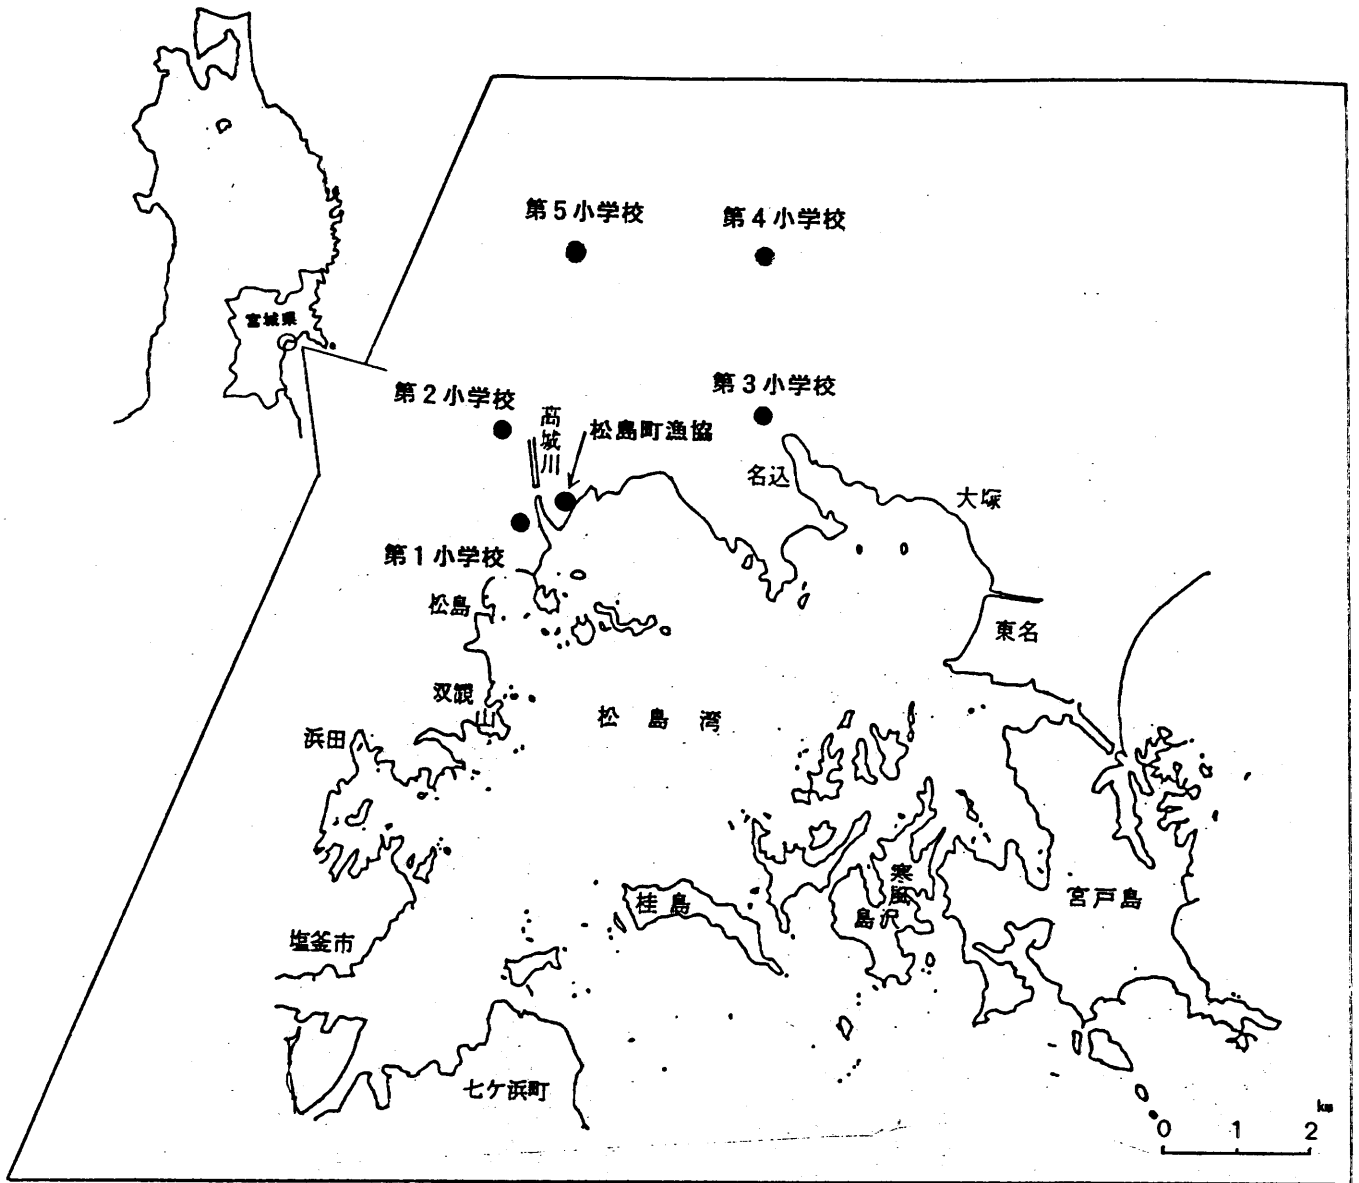 第5小学校
第4小学校
宮城県
第2小学校
高城川
松島町漁協
第3小学校
名込
大塚
第1小学校
松島
東名
双観山
松島湾
浜田
桂島
寒風
島沢
宮戸島
塩釜市
七ケ浜町
km
0 1 2